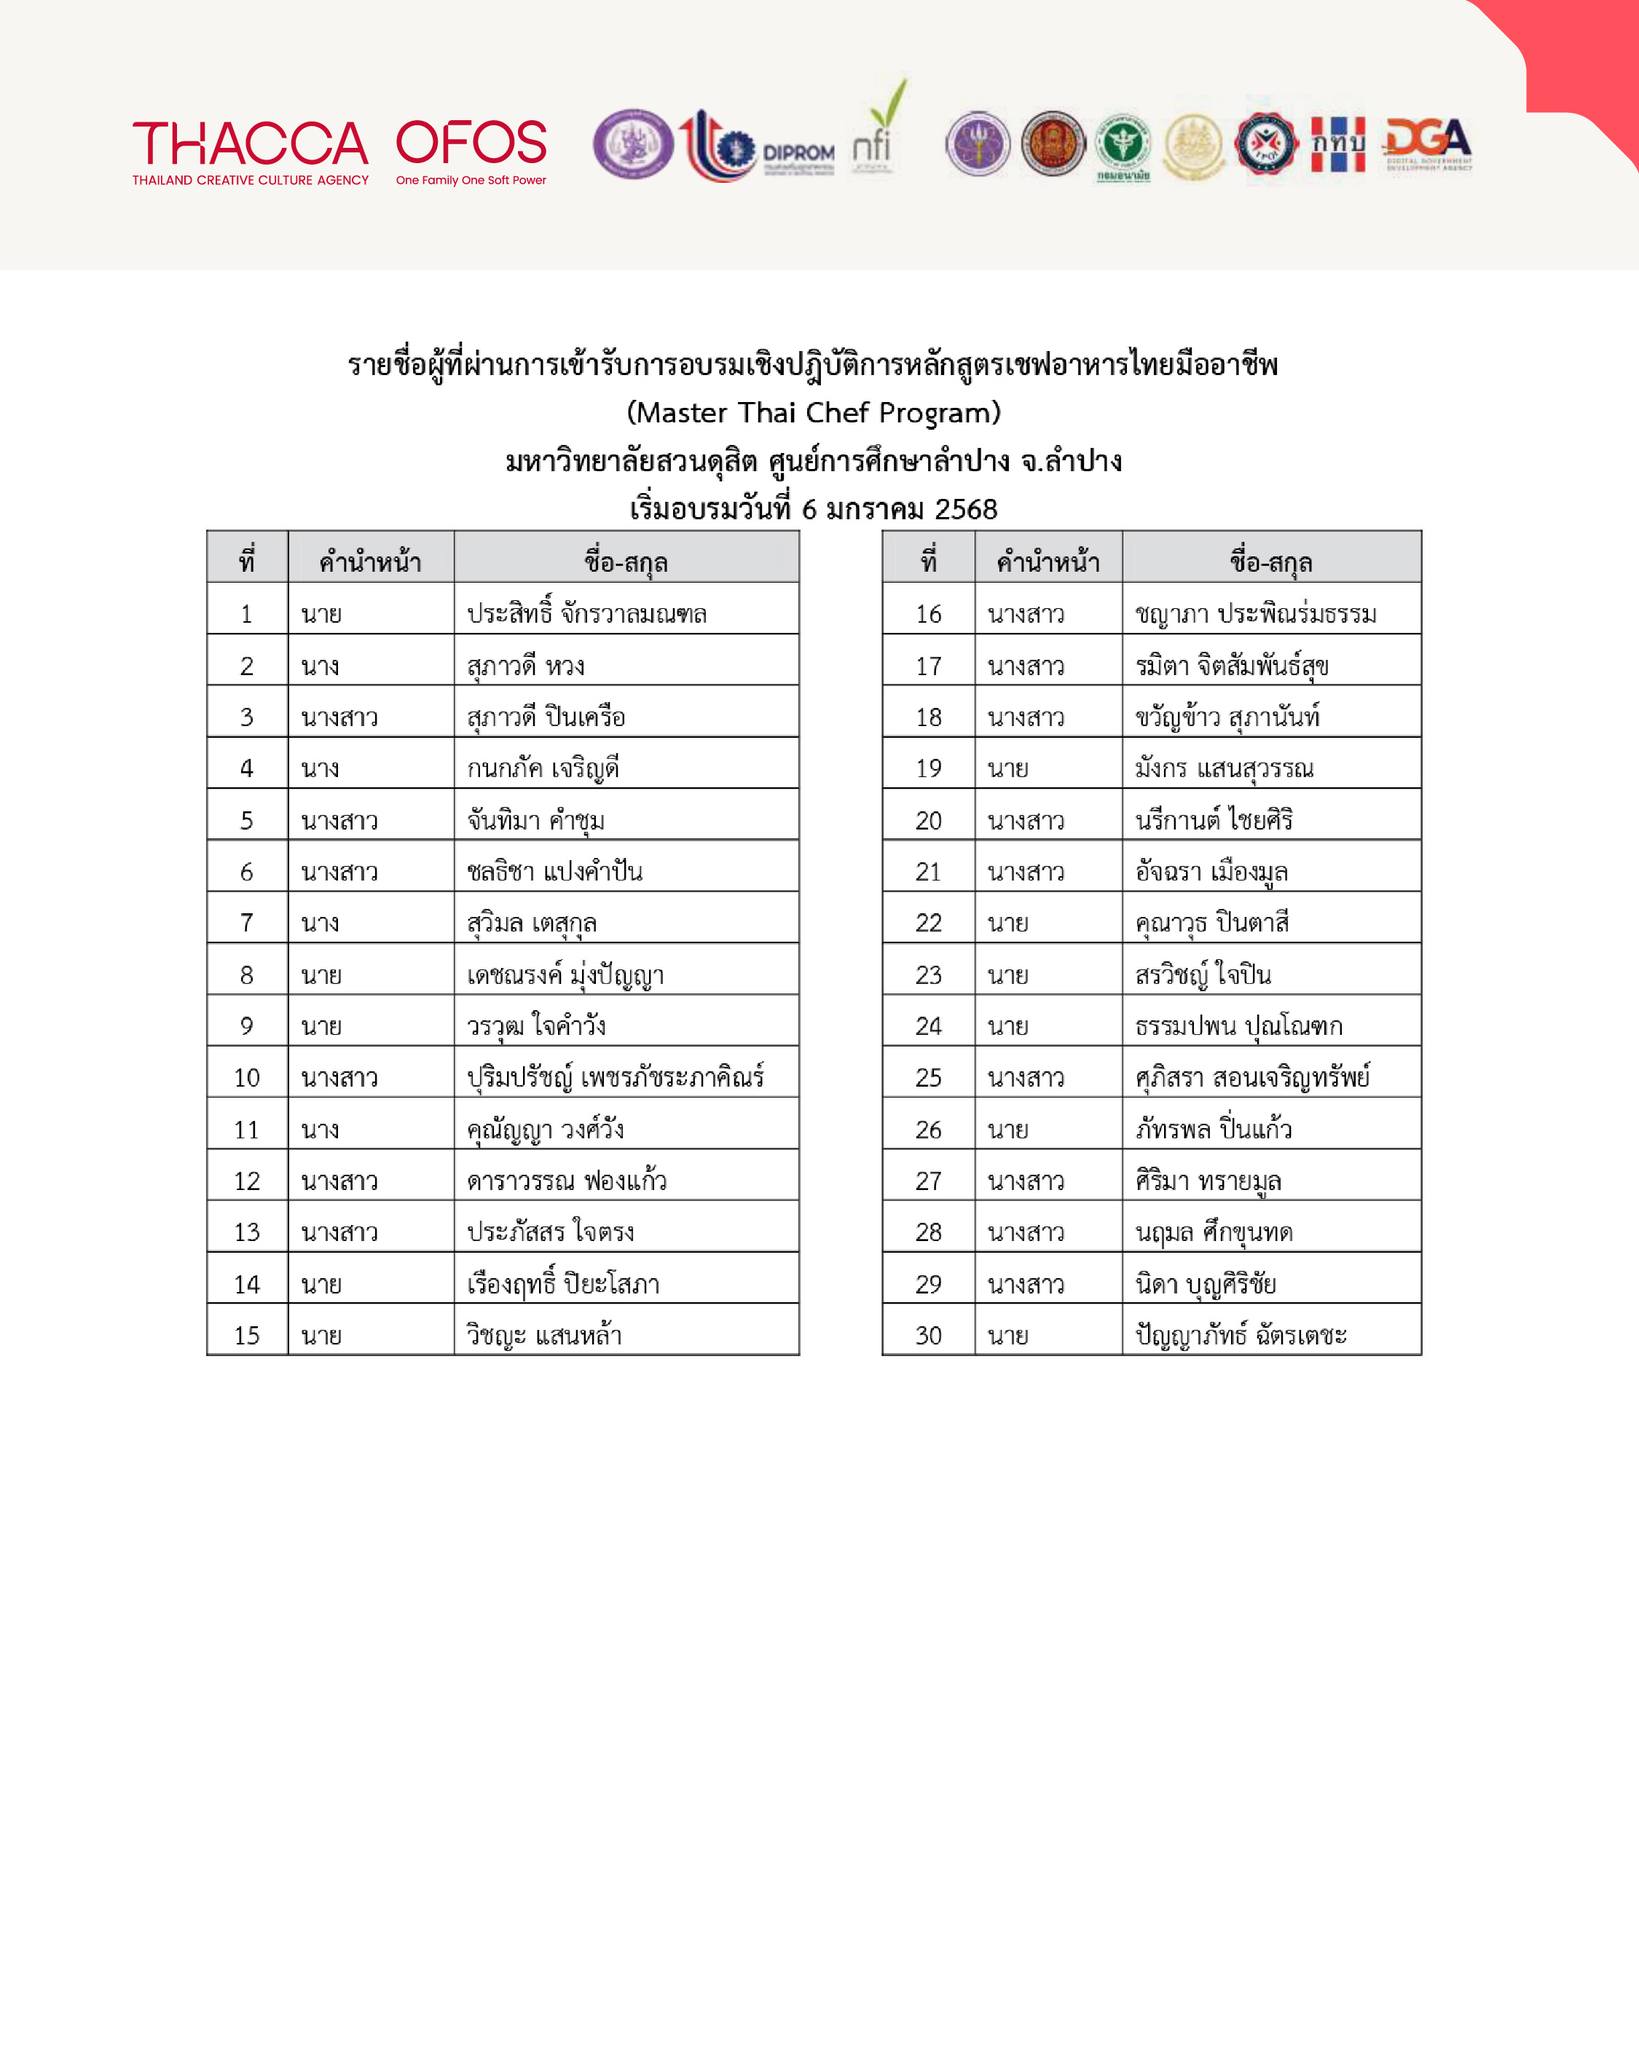 THACCA OFOS
THAILAND CREATIVE CULTURE AGENCY One Family One Soft Power
DIPROM
nfi
กรมอนามัย
TPQI
กทบ
DGA
DIGITAL GOVERNMENT
DEVELOPMENT AGENCY
รายชื่อผู้ที่ผ่านการเข้ารับการอบรมเชิงปฎิบัติการหลักสูตรเชฟอาหารไทยมืออาชีพ
(Master Thai Chef Program)
มหาวิทยาลัยสวนดุสิต ศูนย์การศึกษาลำปาง จ.ลำปาง
เริ่มอบรมวันที่ 6 มกราคม 2568
ที่ คำนำหน้า ชื่อ-สกุล
1 นาย ประสิทธิ์ จักรวาลมณฑล
2 นาง สุภาวดี หวง
3 นางสาว สุภาวดี ปินเครือ
4 นาง กนกภัค เจริญดี
5 นางสาว จันทิมา คำชุม
6 นางสาว ชลธิชา แปงคำปัน
7 นาง สุวิมล เตสุกุล
8 นาย เดชณรงค์ มุ่งปัญญา
9 นาย วรวุฒ ใจคำวัง
10 นางสาว ปุริมปรัชญ์ เพชรภัชระภาคิณร์
11 นาง คุณัญญา วงศ์วัง
12 นางสาว ดาราวรรณ ฟองแก้ว
13 นางสาว ประภัสสร ใจตรง
14 นาย เรืองฤทธิ์ ปิยะโสภา
15 นาย วิชญะ แสนหล้า
ที่ คำนำหน้า ชื่อ-สกุล
16 นางสาว ชญาภา ประพิณร่มธรรม
17 นางสาว รมิตา จิตสัมพันธ์สุข
18 นางสาว ขวัญข้าว สุภานันท์
19 นาย มังกร แสนสุวรรณ
20 นางสาว นรีกานต์ ไชยศิริ
21 นางสาว อัจฉรา เมืองมูล
22 นาย คุณาวุธ ปินตาสี
23 นาย สรวิชญ์ ใจปิน
24 นาย ธรรมปพน ปุณโณฑก
25 นางสาว ศุภิสรา สอนเจริญทรัพย์
26 นาย ภัทรพล ปิ่นแก้ว
27 นางสาว ศิริมา ทรายมูล
28 นางสาว นฤมล ศึกขุนทด
29 นางสาว นิดา บุญศิริชัย
30 นาย ปัญญาภัทธ์ ฉัตรเตชะ